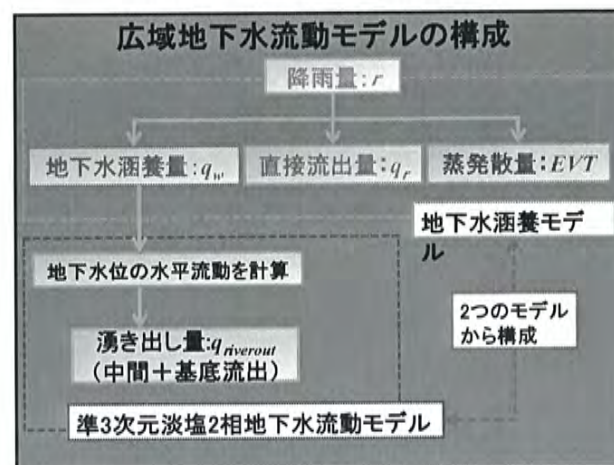 広域地下水流動モデルの構成
降雨量:r
地下水涵養量:q_w
直接流出量:q_r
蒸発散量:EVT
地下水涵養モデ
ル
地下水位の水平流動を計算
2つのモデル
から構成
湧き出し量:q_riverout
(中間+基底流出)
準3次元淡塩2相地下水流動モデル